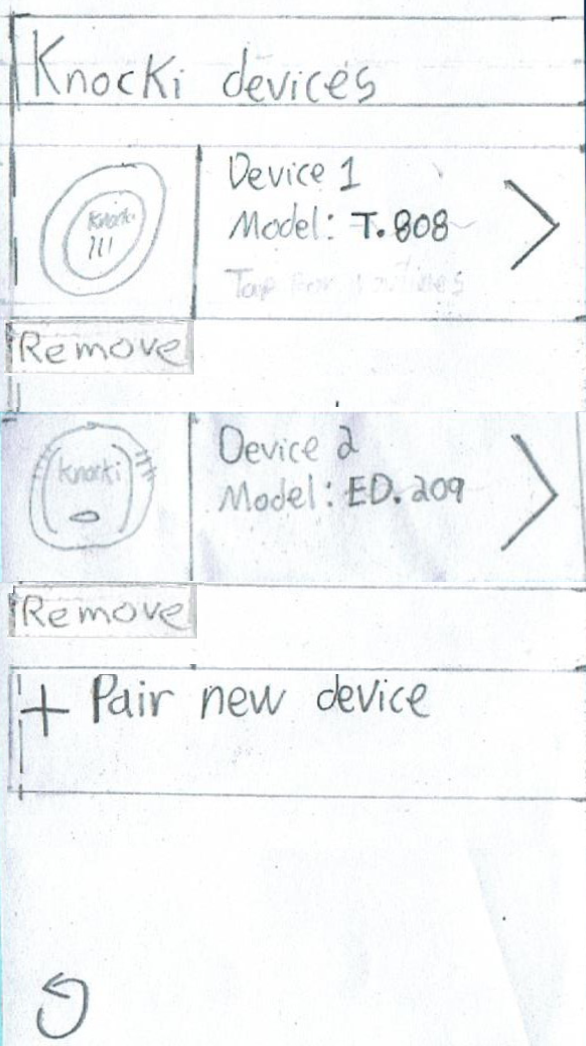 Knocki devices
Knocki
Device 1
Model: T.808
Tap for routines
Remove
Knocki
Device 2
Model: ED.209
Remove
+ Pair new device